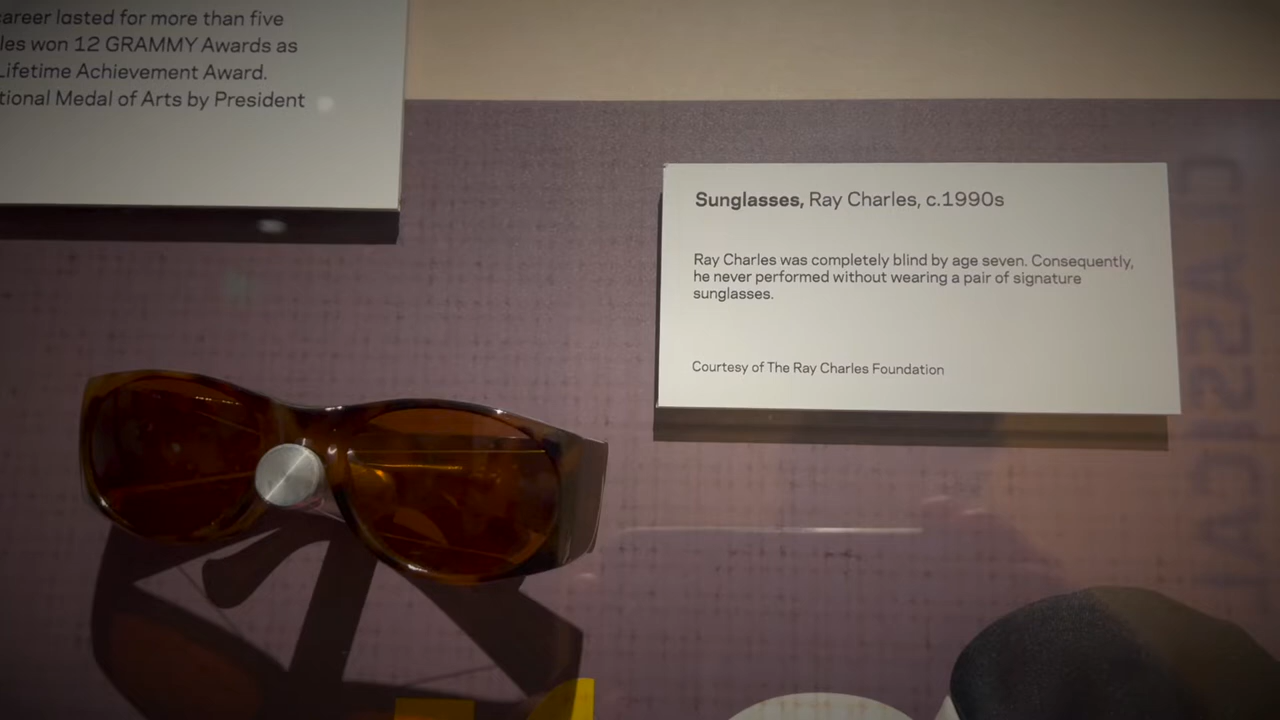 career lasted for more than five
les won 12 GRAMMY Awards as
Lifetime Achievement Award.
tional Medal of Arts by President
Sunglasses, Ray Charles, c.1990s
Ray Charles was completely blind by age seven. Consequently,
he never performed without wearing a pair of signature
sunglasses.
Courtesy of The Ray Charles Foundation
CLASSICAL